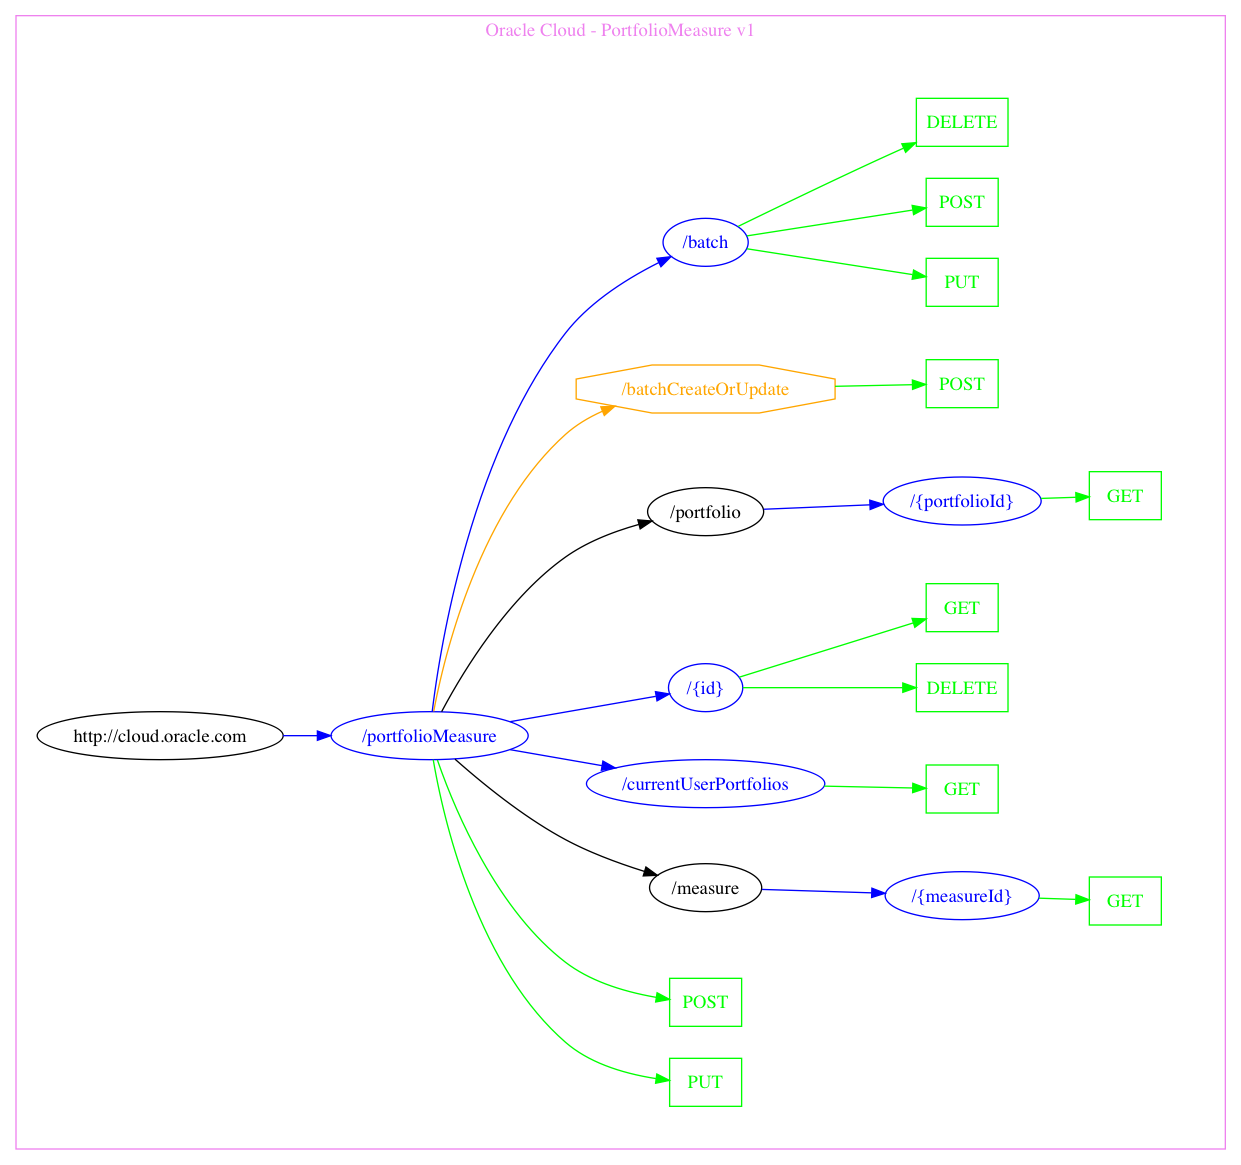 Oracle Cloud - PortfolioMeasure v1
DELETE
POST
/batch
PUT
/batchCreateOrUpdate
POST
/portfolio
/{portfolioId}
GET
GET
/{id}
DELETE
http://cloud.oracle.com
/portfolioMeasure
/currentUserPortfolios
GET
/measure
/{measureId}
GET
POST
PUT